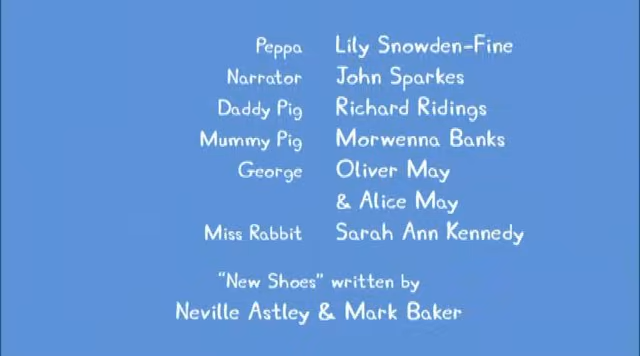 Peppa Lily Snowden-Fine
Narrator John Sparkes
Daddy Pig Richard Ridings
Mummy Pig Morwenna Banks
George Oliver May
& Alice May
Miss Rabbit Sarah Ann Kennedy
"New Shoes" written by
Neville Astley & Mark Baker